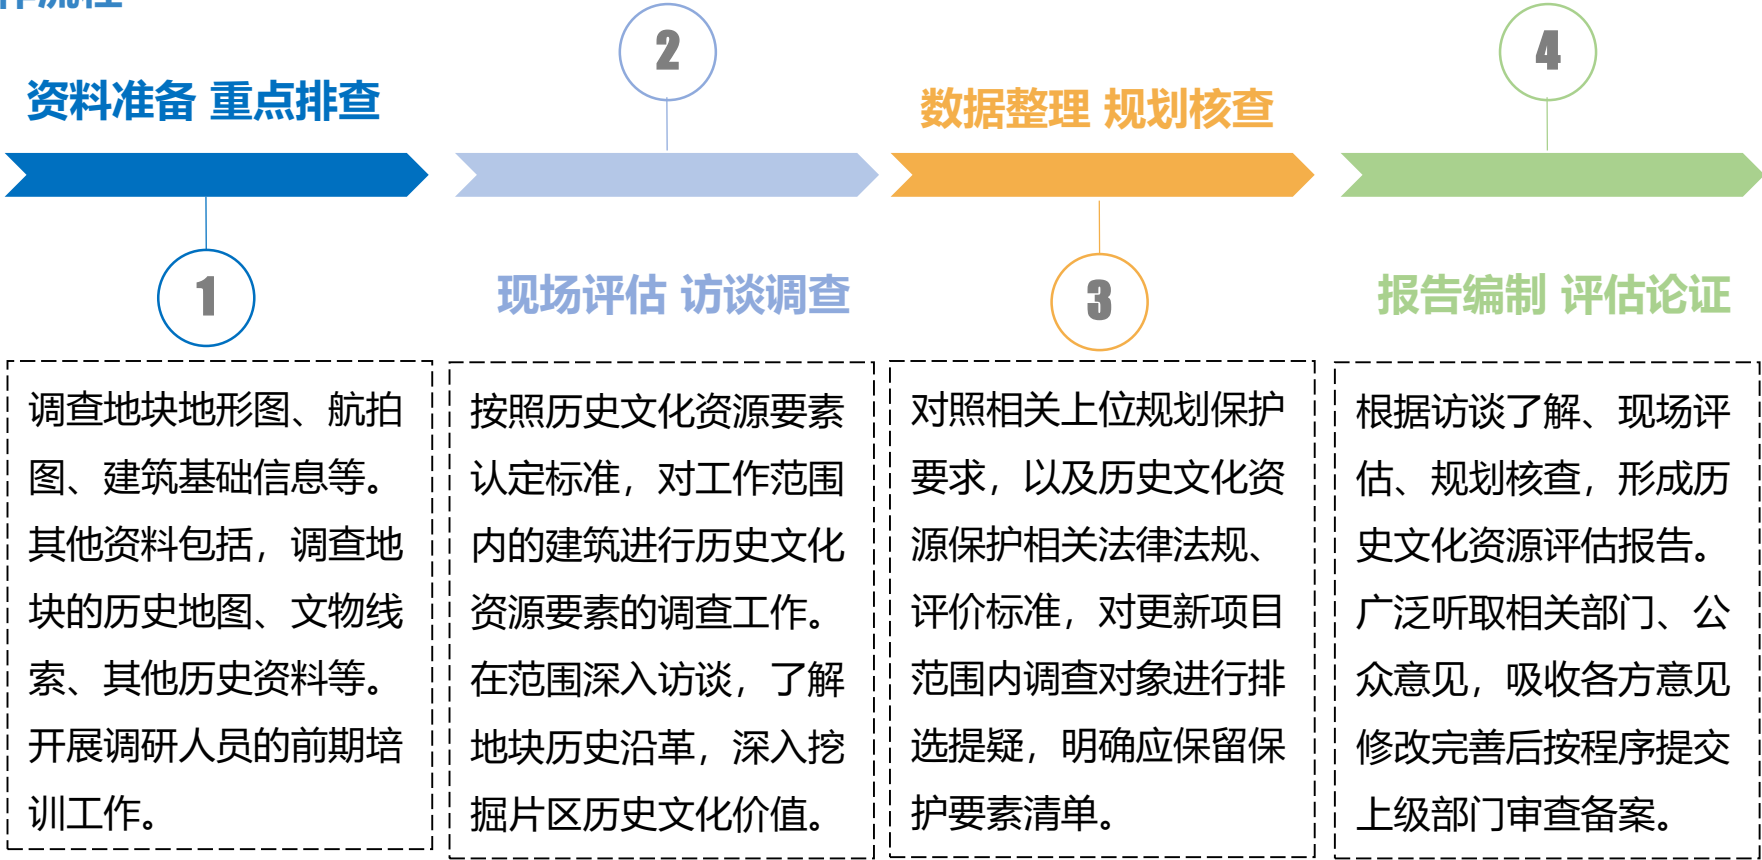 作流程
1
资料准备 重点排查
调查地块地形图、航拍
图、建筑基础信息等。
其他资料包括，调查地
块的历史地图、文物线
索、其他历史资料等。
开展调研人员的前期培
训工作。
2
现场评估 访谈调查
按照历史文化资源要素
认定标准，对工作范围
内的建筑进行历史文化
资源要素的调查工作。
在范围深入访谈，了解
地块历史沿革，深入挖
掘片区历史文化价值。
3
数据整理 规划核查
对照相关上位规划保护
要求，以及历史文化资
源保护相关法律法规、
评价标准，对更新项目
范围内调查对象进行排
选提疑，明确应保留保
护要素清单。
4
报告编制 评估论证
根据访谈了解、现场评
估、规划核查，形成历
史文化资源评估报告。
广泛听取相关部门、公
众意见，吸收各方意见
修改完善后按程序提交
上级部门审查备案。